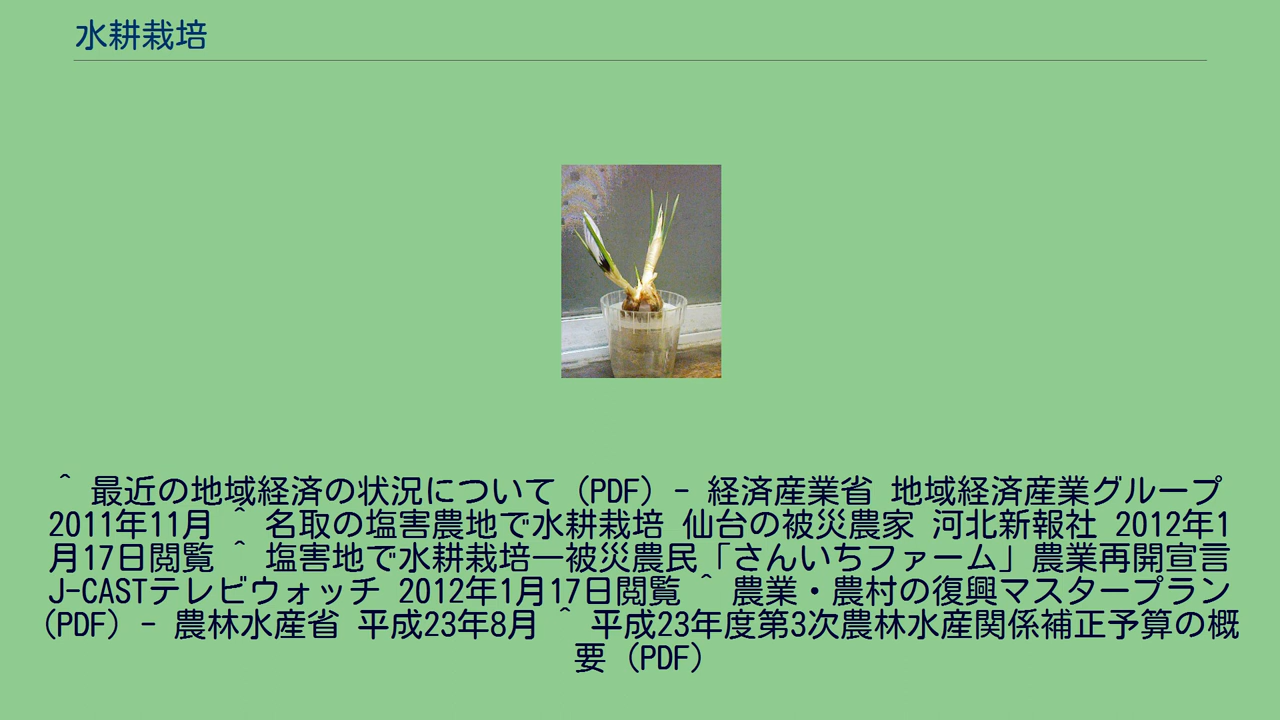 水耕栽培
^ 最近の地域経済の状況について（PDF）- 経済産業省 地域経済産業グループ
2011年11月 ^ 名取の塩害農地で水耕栽培 仙台の被災農家 河北新報社 2012年1
月17日閲覧 ^ 塩害地で水耕栽培―被災農民「さんいちファーム」農業再開宣言
J-CASTテレビウォッチ 2012年1月17日閲覧 ^ 農業・農村の復興マスタープラン
(PDF) - 農林水産省 平成23年8月 ^ 平成23年度第3次農林水産関係補正予算の概
要（PDF）